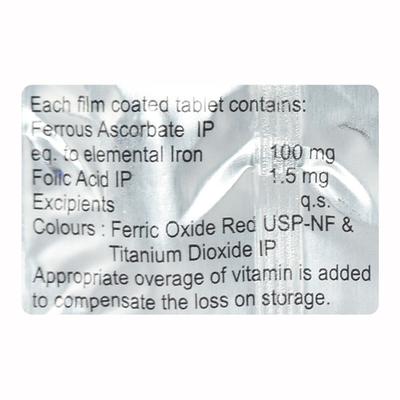 Each film coated tablet contains:
Ferrous Ascorbate IP
eq. to elemental Iron 100 mg
Folic Acid IP 1.5 mg
Excipients q.s.
Colours : Ferric Oxide Red USP-NF &
Titanium Dioxide IP
Appropriate overage of vitamin is added
to compensate the loss on storage.